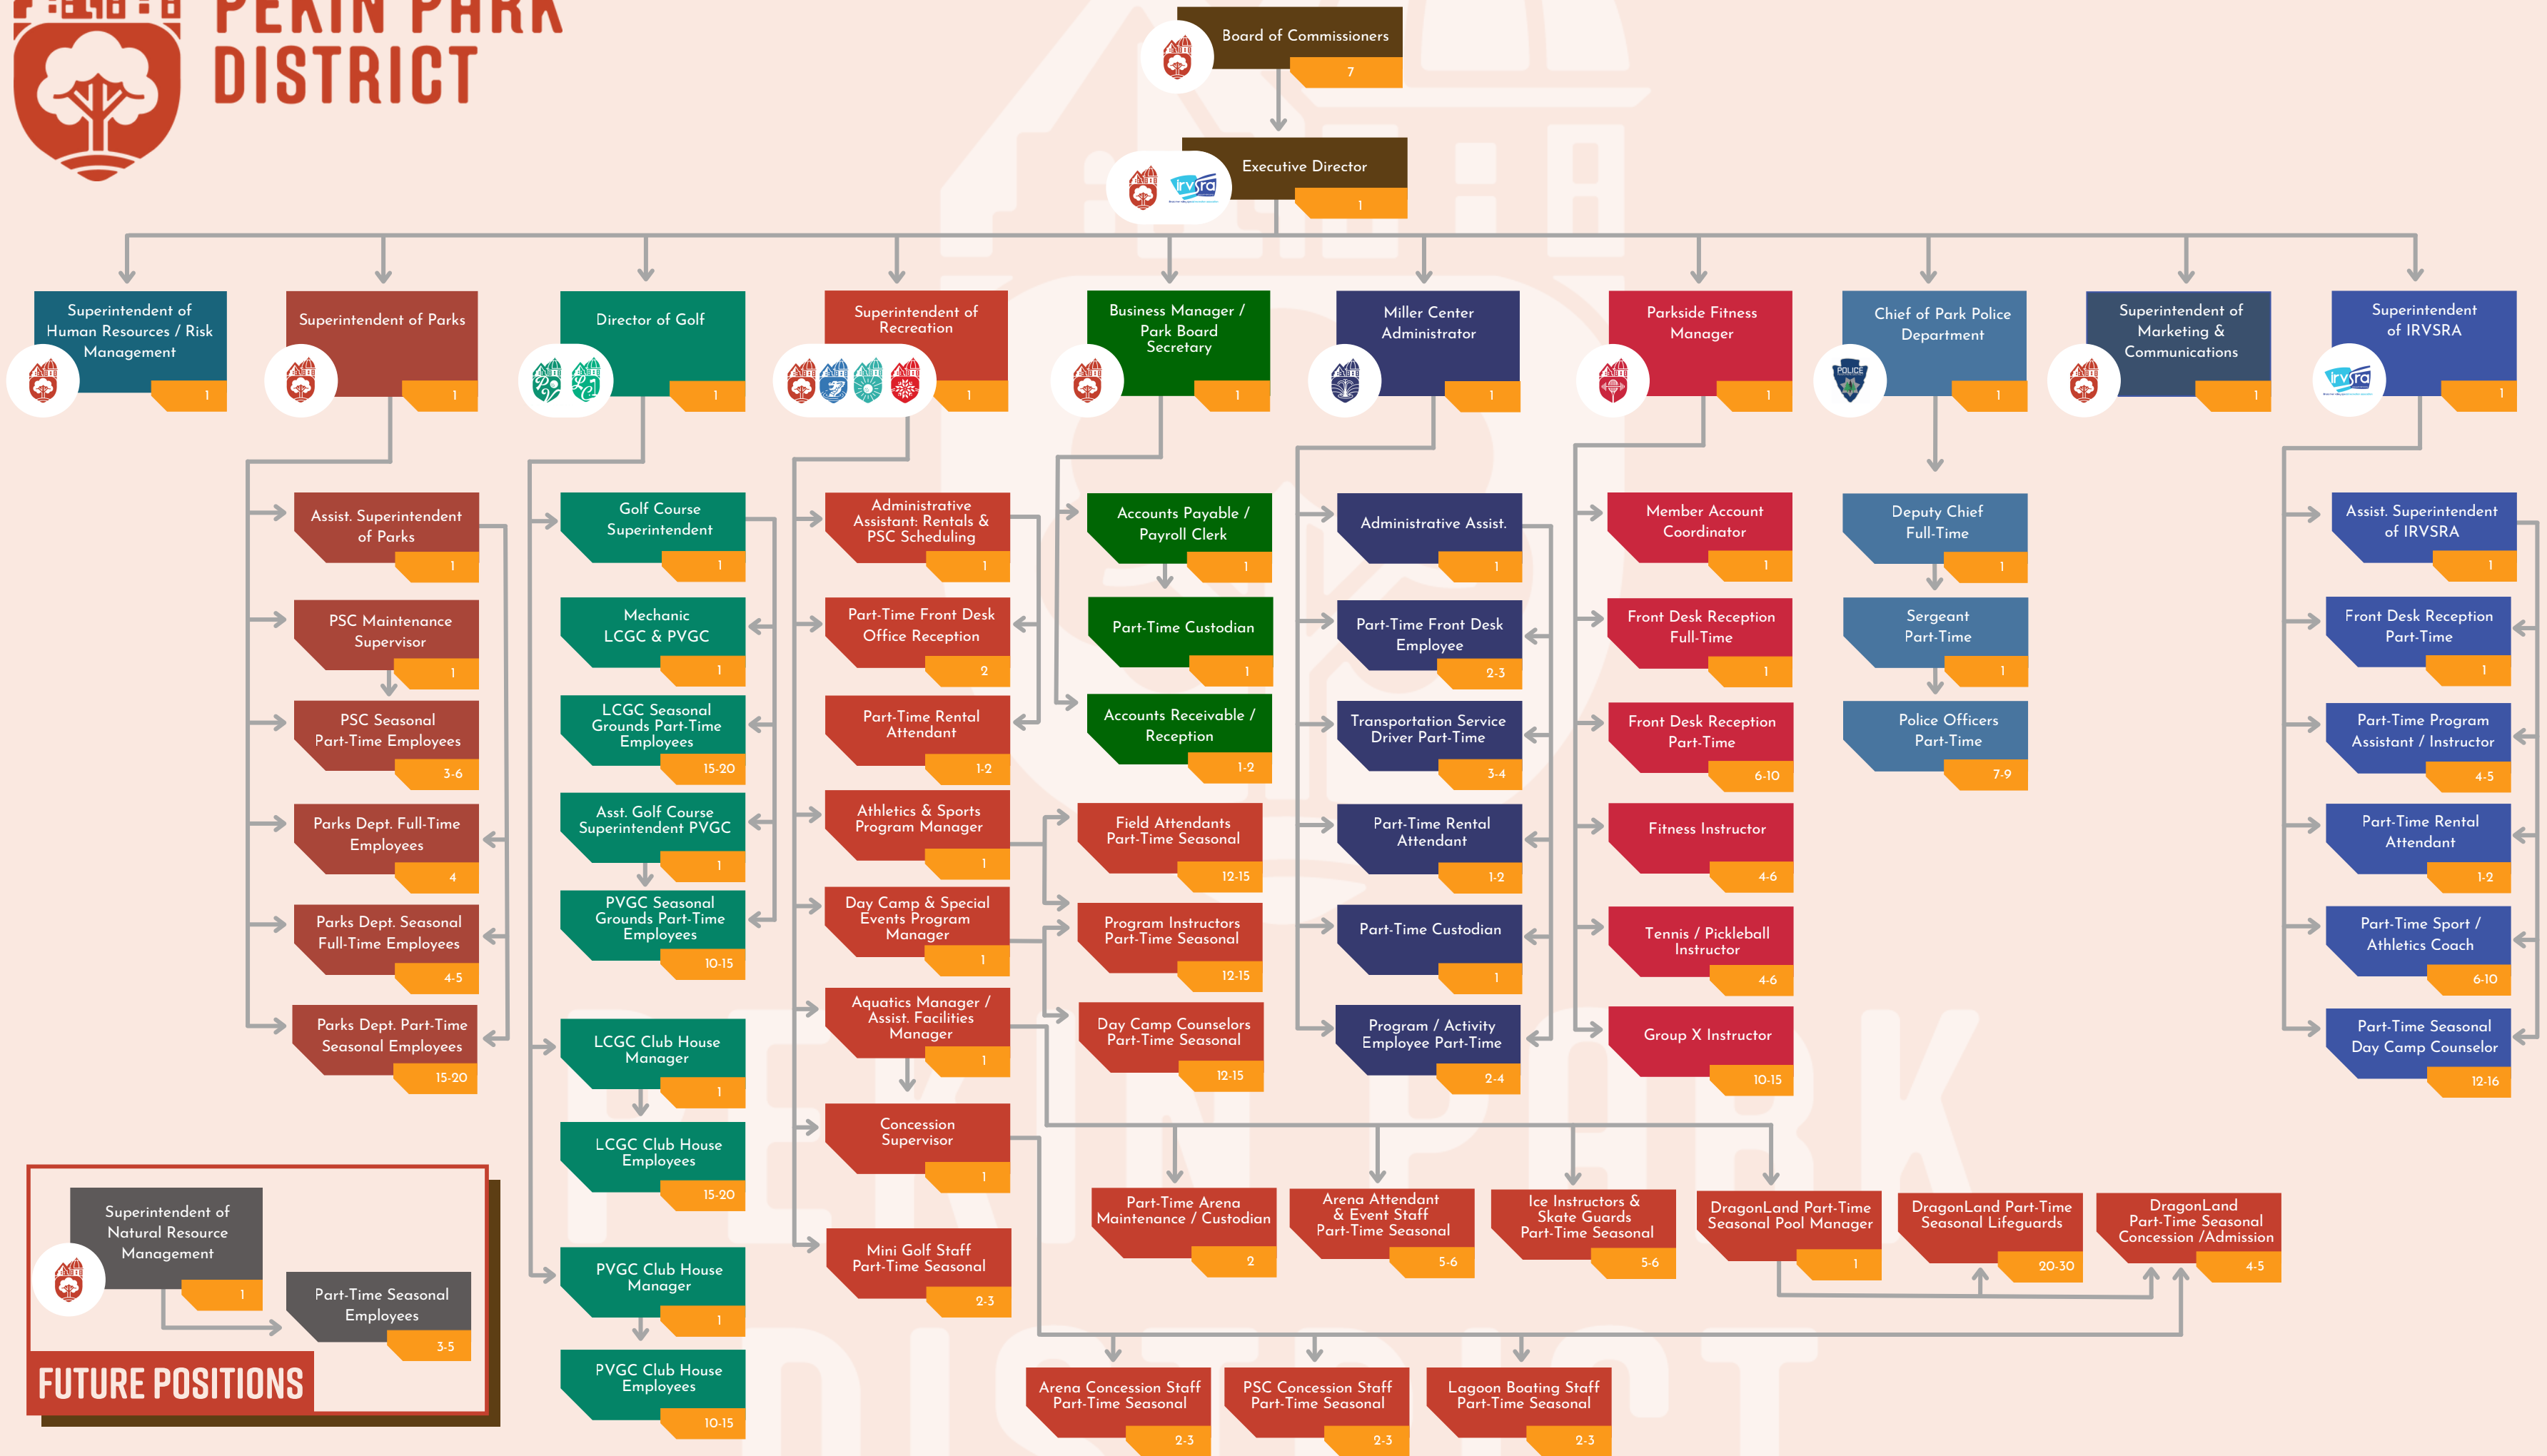 PEKIN PARK
DISTRICT
Board of Commissioners
7
Executive Director
irvsra
1
Superintendent of
Human Resources / Risk
Management
1
Superintendent of Parks
1
Director of Golf
1
Superintendent of
Recreation
1
Business Manager /
Park Board
Secretary
1
Miller Center
Administrator
1
Parkside Fitness
Manager
1
Chief of Park Police
Department
POLICE
1
Superintendent of
Marketing &
Communications
1
Superintendent
of IRVSRA
irvsra
1
Assist. Superintendent
of Parks
1
PSC Maintenance
Supervisor
1
PSC Seasonal
Part-Time Employees
3-6
Parks Dept. Full-Time
Employees
4
Parks Dept. Seasonal
Full-Time Employees
4-5
Parks Dept. Part-Time
Seasonal Employees
15-20
Golf Course
Superintendent
1
Mechanic
LCGC & PVGC
1
LCGC Seasonal
Grounds Part-Time
Employees
15-20
Asst. Golf Course
Superintendent PVGC
1
PVGC Seasonal
Grounds Part-Time
Employees
10-15
LCGC Club House
Manager
1
LCGC Club House
Employees
15-20
PVGC Club House
Manager
1
PVGC Club House
Employees
10-15
Administrative
Assistant: Rentals &
PSC Scheduling
1
Part-Time Front Desk
Office Reception
2
Part-Time Rental
Attendant
1-2
Athletics & Sports
Program Manager
1
Day Camp & Special
Events Program
Manager
1
Aquatics Manager /
Assist. Facilities
Manager
1
Concession
Supervisor
1
Mini Golf Staff
Part-Time Seasonal
2-3
Accounts Payable /
Payroll Clerk
1
Part-Time Custodian
1
Accounts Receivable /
Reception
1-2
Field Attendants
Part-Time Seasonal
12-15
Program Instructors
Part-Time Seasonal
12-15
Day Camp Counselors
Part-Time Seasonal
12-15
Administrative Assist.
1
Part-Time Front Desk
Employee
2-3
Transportation Service
Driver Part-Time
3-4
Part-Time Rental
Attendant
1-2
Part-Time Custodian
1
Program / Activity
Employee Part-Time
2-4
Member Account
Coordinator
1
Front Desk Reception
Full-Time
1
Front Desk Reception
Part-Time
6-10
Fitness Instructor
4-6
Tennis / Pickleball
Instructor
4-6
Group X Instructor
10-15
Deputy Chief
Full-Time
1
Sergeant
Part-Time
1
Police Officers
Part-Time
7-9
Assist. Superintendent
of IRVSRA
1
Front Desk Reception
Part-Time
1
Part-Time Program
Assistant / Instructor
4-5
Part-Time Rental
Attendant
1-2
Part-Time Sport /
Athletics Coach
6-10
Part-Time Seasonal
Day Camp Counselor
12-16
Part-Time Arena
Maintenance / Custodian
2
Arena Attendant
& Event Staff
Part-Time Seasonal
5-6
Ice Instructors &
Skate Guards
Part-Time Seasonal
5-6
DragonLand Part-Time
Seasonal Pool Manager
1
DragonLand Part-Time
Seasonal Lifeguards
20-30
DragonLand
Part-Time Seasonal
Concession /Admission
4-5
Arena Concession Staff
Part-Time Seasonal
2-3
PSC Concession Staff
Part-Time Seasonal
2-3
Lagoon Boating Staff
Part-Time Seasonal
2-3
Superintendent of
Natural Resource
Management
1
Part-Time Seasonal
Employees
3-5
FUTURE POSITIONS
PEKIN PARK
DISTRICT